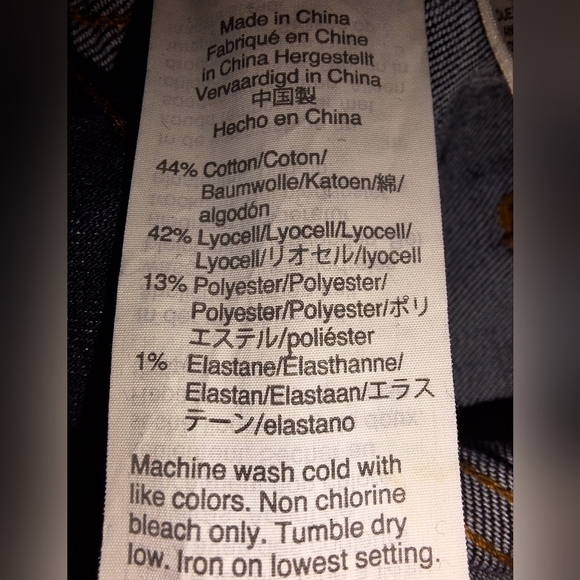 Made in China
Fabriqué en Chine
in China Hergestellt
Vervaardigd in China
中国製
Hecho en China
44% Cotton/Coton/
Baumwolle/Katoen/綿/
algodón
42% Lyocell/Lyocell/Lyocell/
Lyocell/リオセル/lyocell
13% Polyester/Polyester/
Polyester/Polyester/ポリ
エステル/poliéster
1% Elastane/Élasthanne/
Elastan/Elastaan/エラス
テーン/elastano
Machine wash cold with
like colors. Non chlorine
bleach only. Tumble dry
low. Iron on lowest setting.